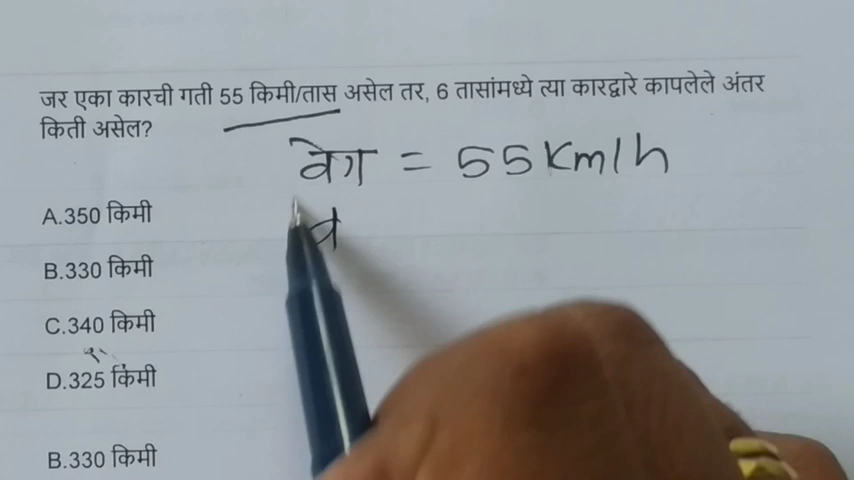 जर एका कारची गती 55 किमी/तास असेल तर, 6 तासांमध्ये त्या कारद्वारे कापलेले अंतर
किती असेल?
वेग = 55 Km/h
A.350 किमी
B.330 किमी
C.340 किमी
D.325 किमी
B.330 किमी